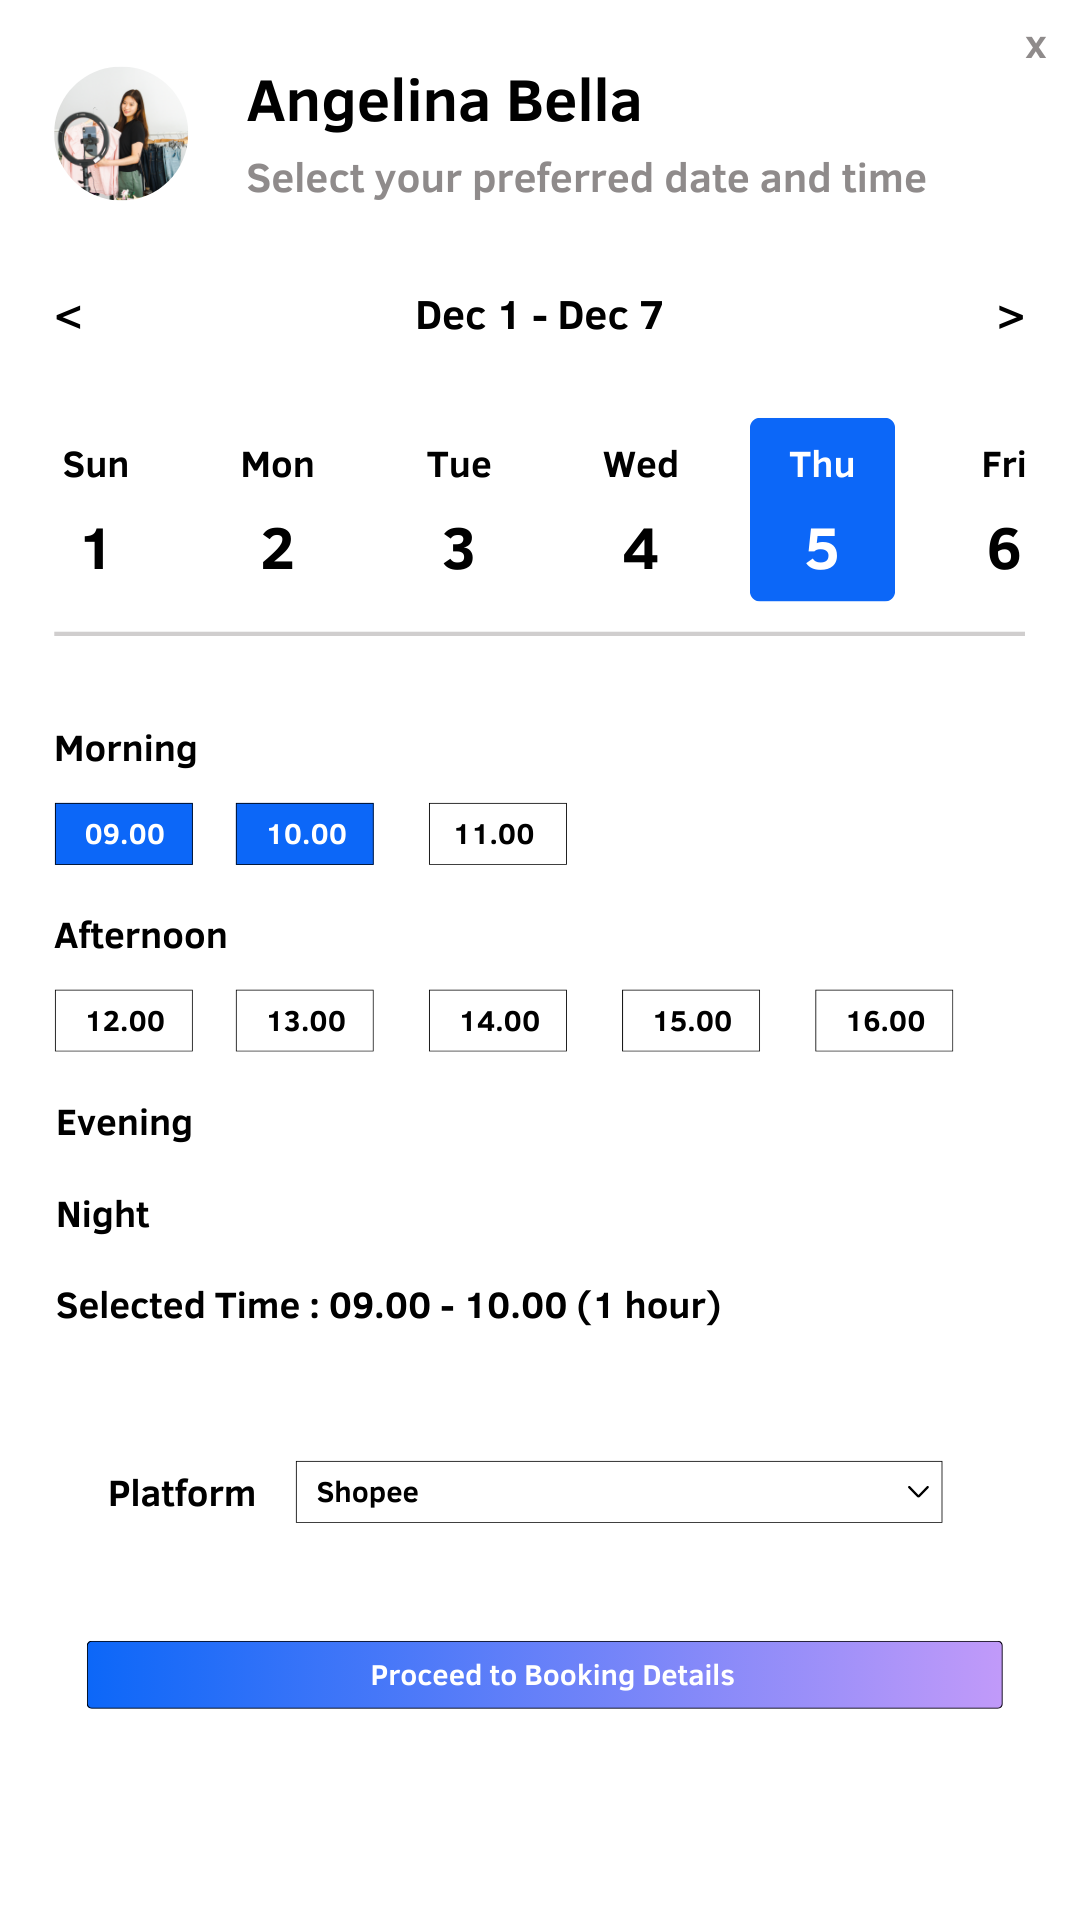 x
Angelina Bella
Select your preferred date and time
< Dec 1 - Dec 7 >
Sun Mon Tue Wed Thu Fri
1 2 3 4 5 6
Morning
09.00 10.00 11.00
Afternoon
12.00 13.00 14.00 15.00 16.00
Evening
Night
Selected Time : 09.00 - 10.00 (1 hour)
Platform Shopee
Proceed to Booking Details